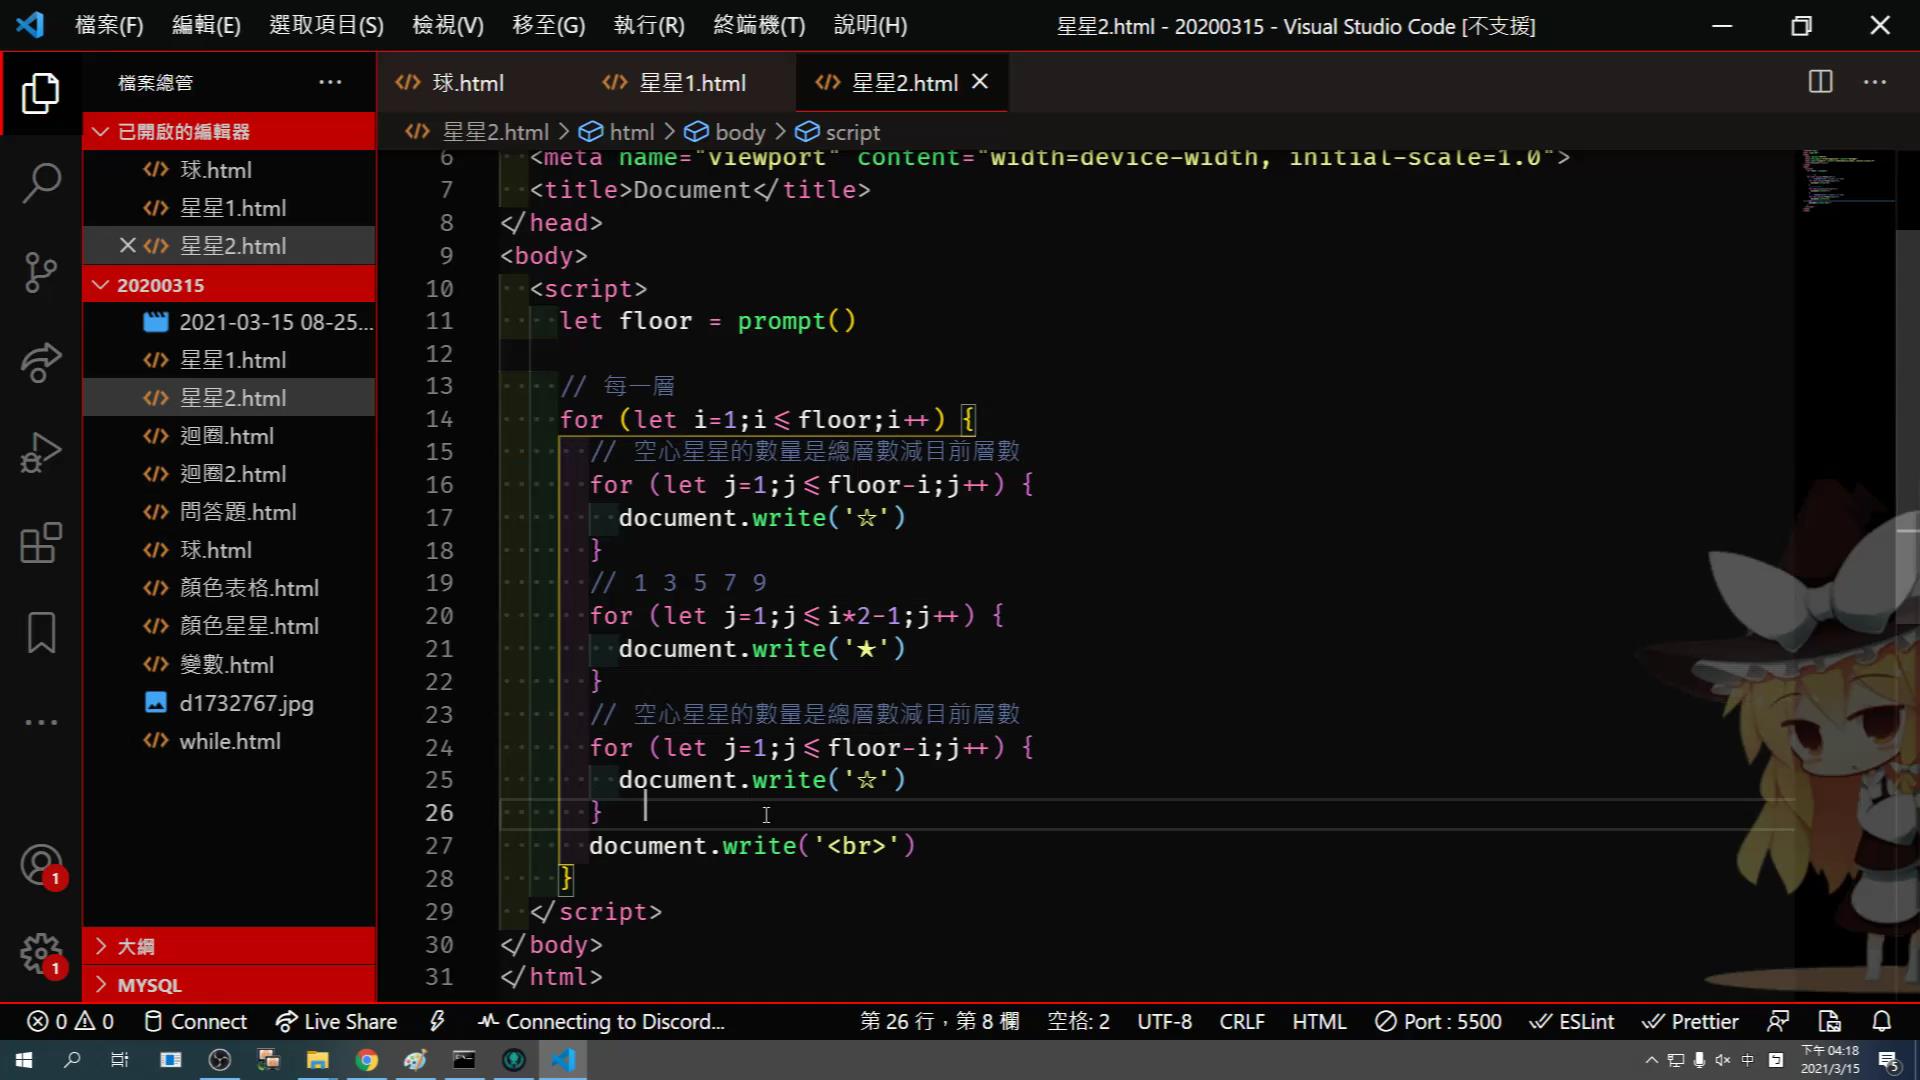 檔案(F) 編輯(E) 選取項目(S) 檢視(V) 移至(G) 執行(R) 終端機(T) 說明(H) 星星2.html - 20200315 - Visual Studio Code [不支援]
檔案總管
已開啟的編輯器
球.html
星星1.html
星星2.html
20200315
2021-03-15 08-25...
星星1.html
星星2.html
迴圈.html
迴圈2.html
問答題.html
球.html
顏色表格.html
顏色星星.html
變數.html
d1732767.jpg
while.html
大綱
MYSQL
1
1
球.html 星星1.html 星星2.html
星星2.html > html > body > script
6 <meta name="viewport" content="width=device-width, initial-scale=1.0">
7 <title>Document</title>
8 </head>
9 <body>
10 <script>
11 let floor = prompt()
12
13 // 每一層
14 for (let i=1;i<=floor;i++) {
15 // 空心星星的數量是總層數減目前層數
16 for (let j=1;j<=floor-i;j++) {
17 document.write('☆')
18 }
19 // 1 3 5 7 9
20 for (let j=1;j<=i*2-1;j++) {
21 document.write('★')
22 }
23 // 空心星星的數量是總層數減目前層數
24 for (let j=1;j<=floor-i;j++) {
25 document.write('☆')
26 }
27 document.write('<br>')
28 }
29 </script>
30 </body>
31 </html>
0 0 Connect Live Share Connecting to Discord... 第 26 行，第 8 欄 空格: 2 UTF-8 CRLF HTML Port : 5500 ESLint Prettier
中 下午 04:18
2021/3/15 5